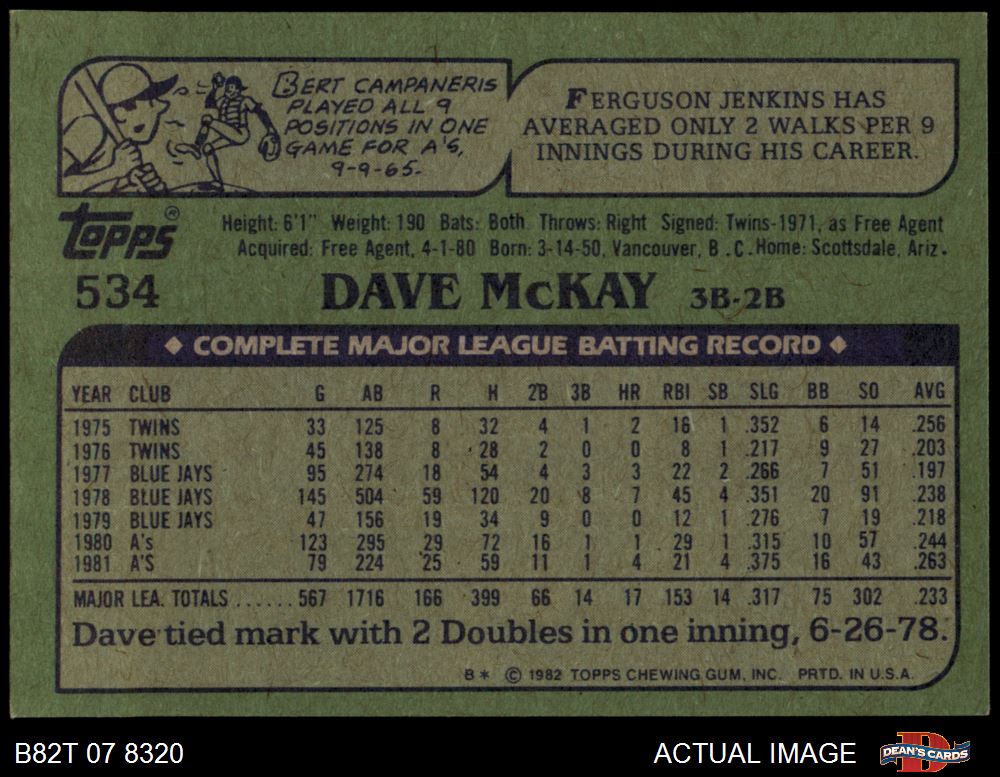 BERT CAMPANERIS
PLAYED ALL 9
POSITIONS IN ONE
GAME FOR A'S,
9-9-65.
FERGUSON JENKINS HAS
AVERAGED ONLY 2 WALKS PER 9
INNINGS DURING HIS CAREER.
Topps®
534
Height: 6'1" Weight: 190 Bats: Both Throws: Right Signed: Twins-1971, as Free Agent
Acquired: Free Agent, 4-1-80 Born: 3-14-50, Vancouver, B.C. Home: Scottsdale, Ariz.
DAVE McKAY 3B-2B
◆ COMPLETE MAJOR LEAGUE BATTING RECORD ◆
YEAR CLUB G AB R H 2B 3B HR RBI SB SLG BB SO AVG
1975 TWINS 33 125 8 32 4 1 2 16 1 .352 6 14 .256
1976 TWINS 45 138 8 28 2 0 0 8 1 .217 9 27 .203
1977 BLUE JAYS 95 274 18 54 4 3 3 22 2 .266 7 51 .197
1978 BLUE JAYS 145 504 59 120 20 8 7 45 4 .351 20 91 .238
1979 BLUE JAYS 47 156 19 34 9 0 0 12 1 .276 7 19 .218
1980 A's 123 295 29 72 16 1 1 29 1 .315 10 57 .244
1981 A'S 79 224 25 59 11 1 4 21 4 .375 16 43 .263
MAJOR LEA. TOTALS ...... 567 1716 166 399 66 14 17 153 14 .317 75 302 .233
Dave tied mark with 2 Doubles in one inning, 6-26-78.
B* © 1982 TOPPS CHEWING GUM, INC. PRTD. IN U.S.A.
B82T 07 8320
ACTUAL IMAGE
DEAN'S CARDS